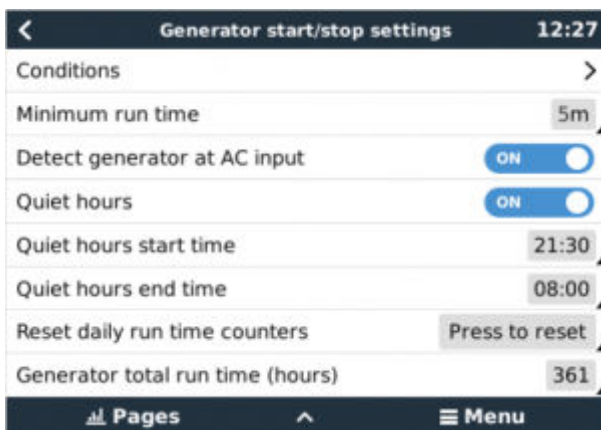 Generator start/stop settings 12:27
Conditions
Minimum run time 5m
Detect generator at AC input ON
Quiet hours ON
Quiet hours start time 21:30
Quiet hours end time 08:00
Reset daily run time counters Press to reset
Generator total run time (hours) 361
Pages Menu